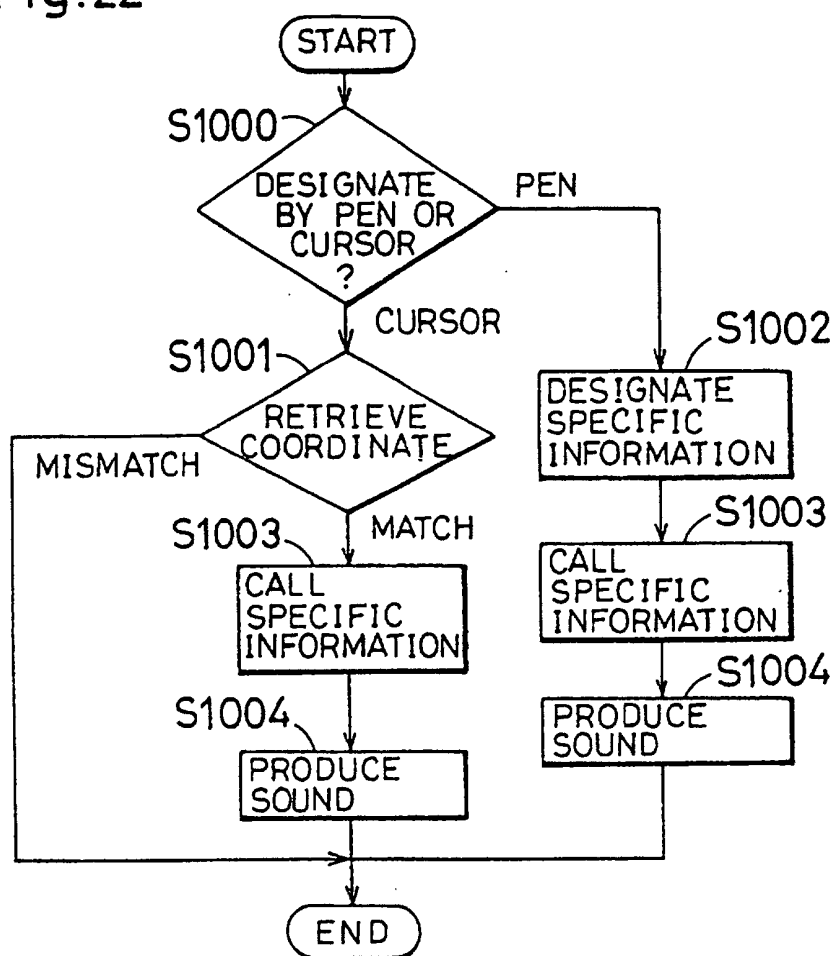 Fig.22
START
S1000
DESIGNATE
BY PEN OR
CURSOR
?
PEN
CURSOR
S1001
RETRIEVE
COORDINATE
MISMATCH
MATCH
S1002
DESIGNATE
SPECIFIC
INFORMATION
S1003
CALL
SPECIFIC
INFORMATION
S1003
CALL
SPECIFIC
INFORMATION
S1004
PRODUCE
SOUND
S1004
PRODUCE
SOUND
END